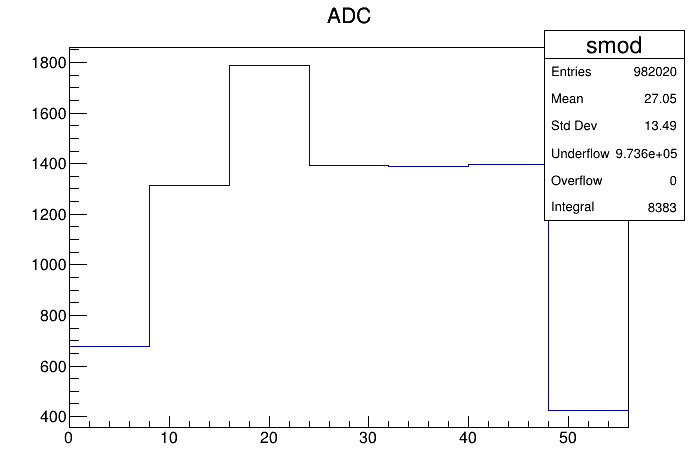 ADC
smod
Entries 982020
Mean 27.05
Std Dev 13.49
Underflow 9.736e+05
Overflow 0
Integral 8383
1800
1600
1400
1200
1000
800
600
400
0 10 20 30 40 50